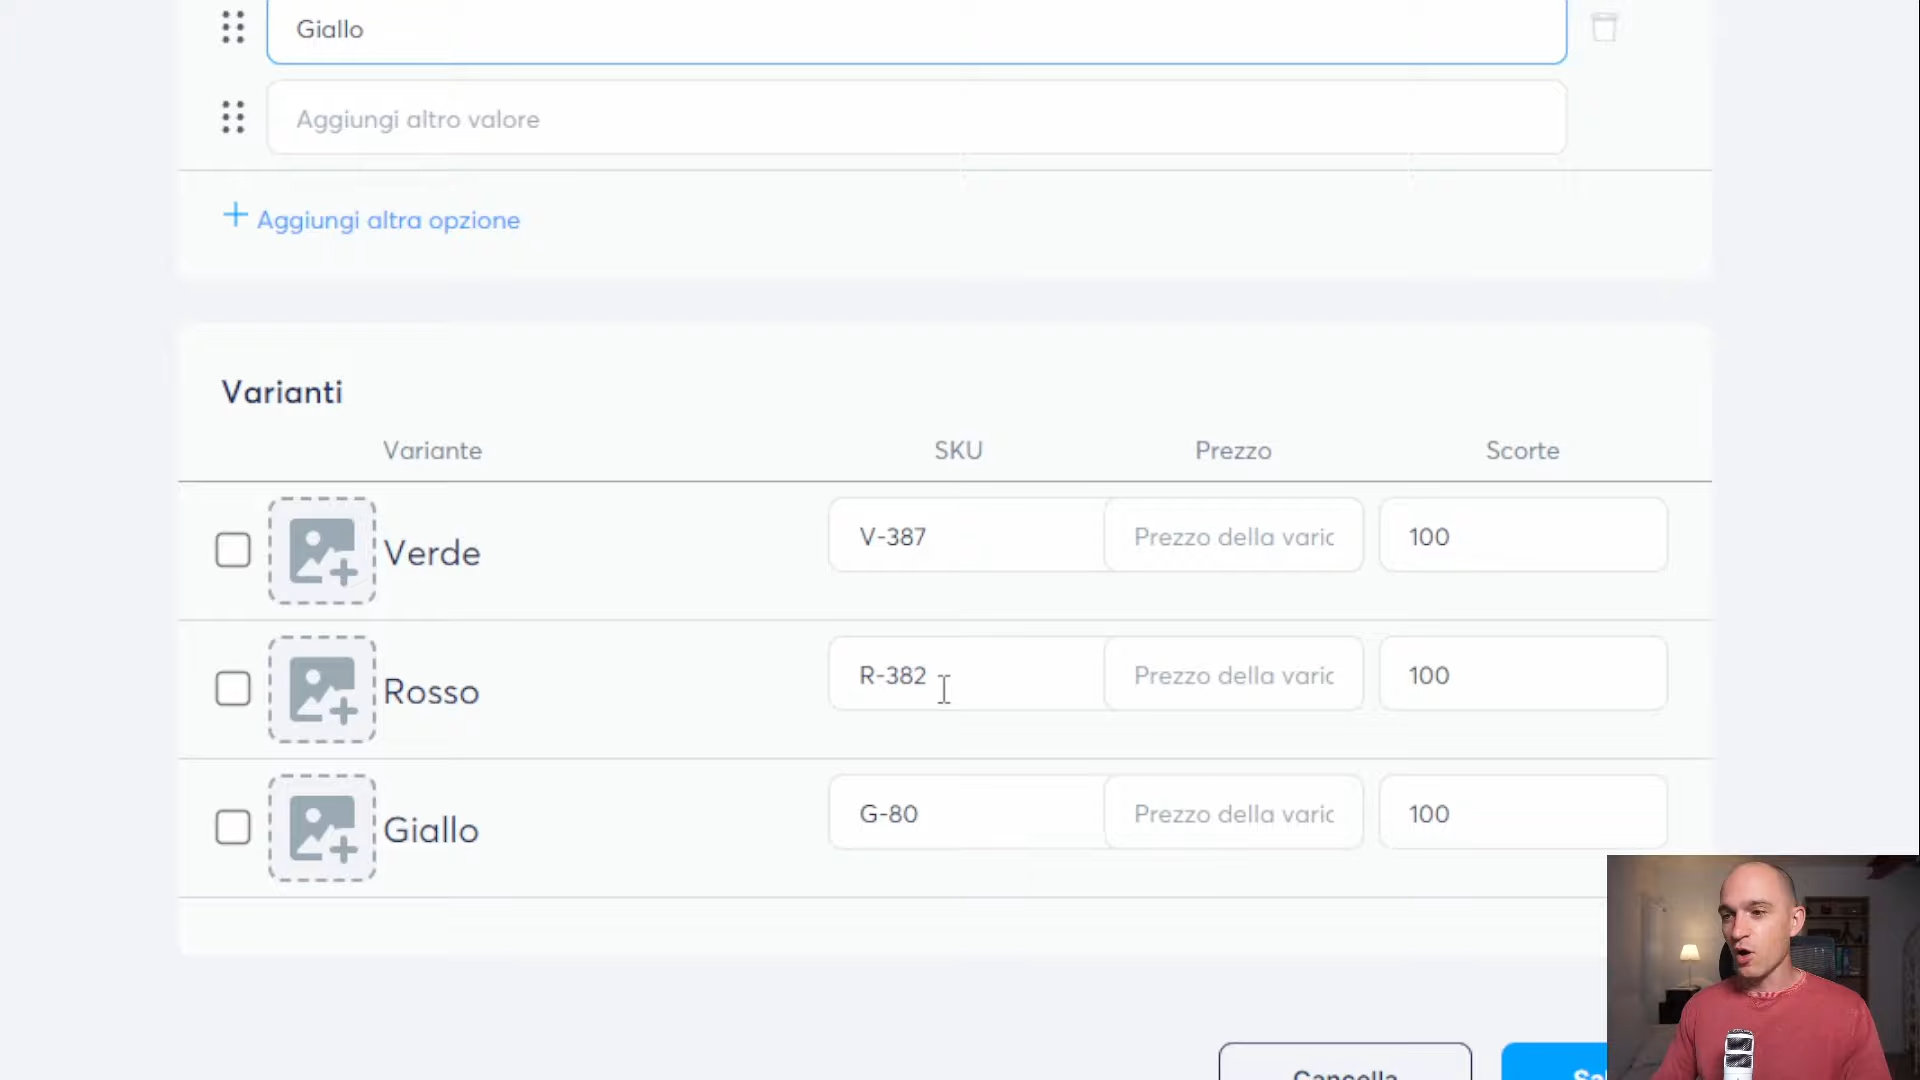 Giallo
Aggiungi altro valore
Aggiungi altra opzione
Varianti
Variante SKU Prezzo Scorte
Verde V-387 Prezzo della varic 100
Rosso R-382 Prezzo della varic 100
Giallo G-80 Prezzo della varic 100
Cancella